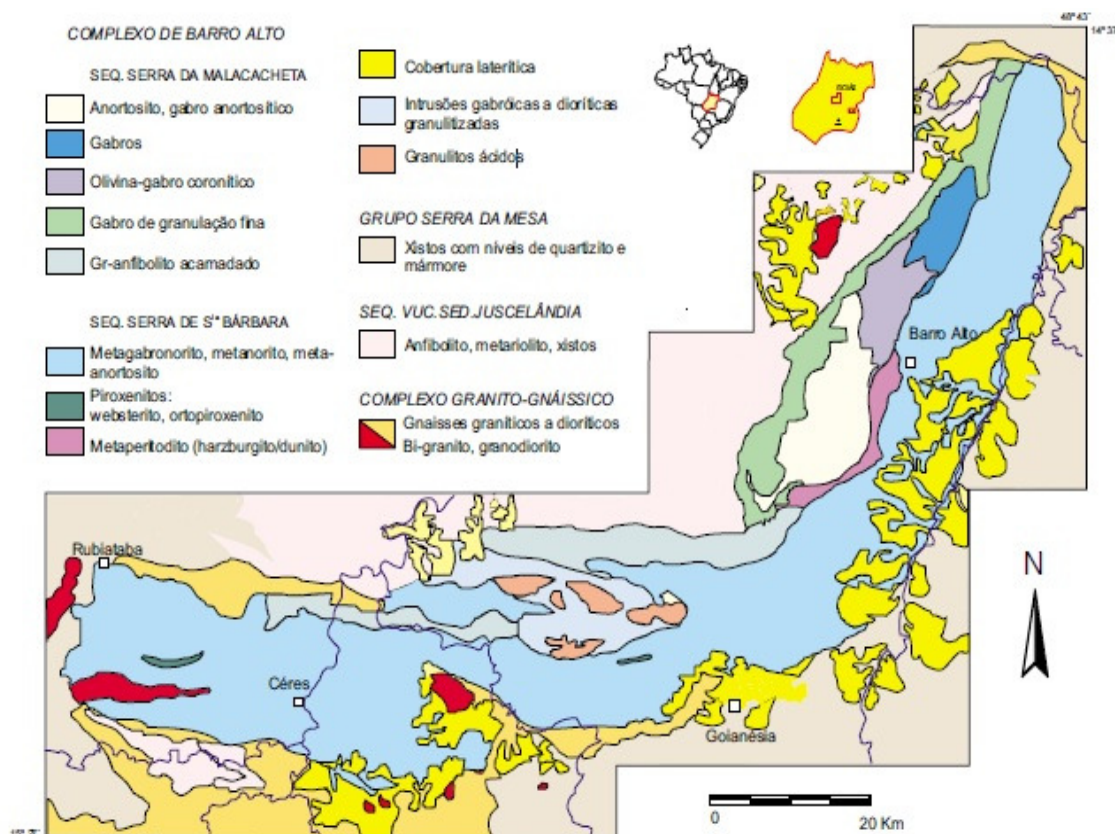 COMPLEXO DE BARRO ALTO
SEQ. SERRA DA MALACACHETA
Anortosito, gabro anortosítico
Gabros
Olivina-gabro coronítico
Gabro de granulação fina
Gr-anfibolito acamadado
SEQ. SERRA DE Sta BÁRBARA
Metagabronorito, metanorito, meta-
anortosito
Piroxenitos:
websterito, ortopiroxenito
Metaperitodito (harzburgito/dunito)
Cobertura laterítica
Intrusões gabróicas a dioríticas
granulitizadas
Granulitos ácidos
GRUPO SERRA DA MESA
Xistos com níveis de quartizito e
mármore
SEQ. VUC.SED.JUSCELÂNDIA
Anfibolito, metariolito, xistos
COMPLEXO GRANITO-GNÁISSICO
Gnaisses graníticos a dioríticos
Bi-granito, granodiorito
Barro Alto
Rubiataba
Céres
Goianésia
N
0 20 Km